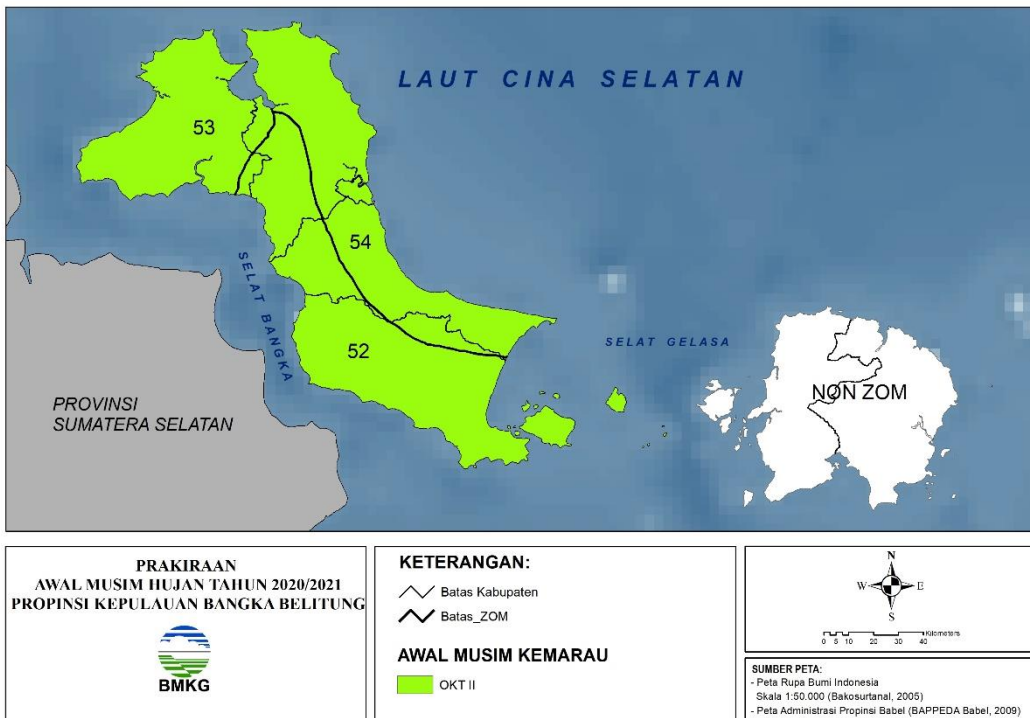 LAUT CINA SELATAN
53
54
SELAT BANGKA
52
SELAT GELASA
NON ZOM
PROVINSI
SUMATERA SELATAN
PRAKIRAAN
AWAL MUSIM HUJAN TAHUN 2020/2021
PROPINSI KEPULAUAN BANGKA BELITUNG
BMKG
KETERANGAN:
Batas Kabupaten
Batas_ZOM
AWAL MUSIM KEMARAU
OKT II
N
W E
S
0 5 10 20 30 40 Kilometers
SUMBER PETA:
- Peta Rupa Bumi Indonesia
Skala 1:50.000 (Bakosurtanal, 2005)
- Peta Administrasi Propinsi Babel (BAPPEDA Babel, 2009)